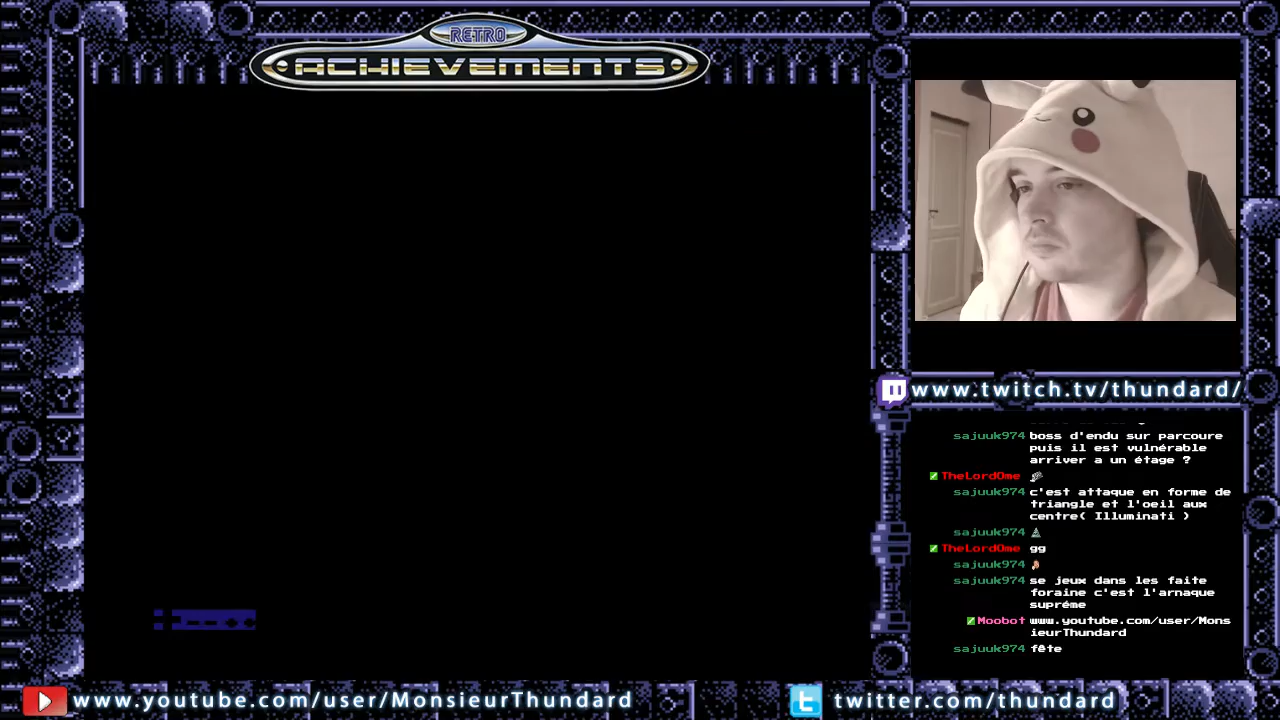 RETRO
ACHIEVEMENTS
www.twitch.tv/thundard/
sajuuk974 boss d'endu sur parcoure
puis il est vulnérable
arriver a un étage ?
TheLordOme
sajuuk974 c'est attaque en forme de
triangle et l'oeil aux
centre( Illuminati )
sajuuk974
TheLordOme gg
sajuuk974
sajuuk974 se jeux dans les faite
foraine c'est l'arnaque
supréme
Moobot www.youtube.com/user/Mons
ieurThundard
sajuuk974 fête
www.youtube.com/user/MonsieurThundard
twitter.com/thundard